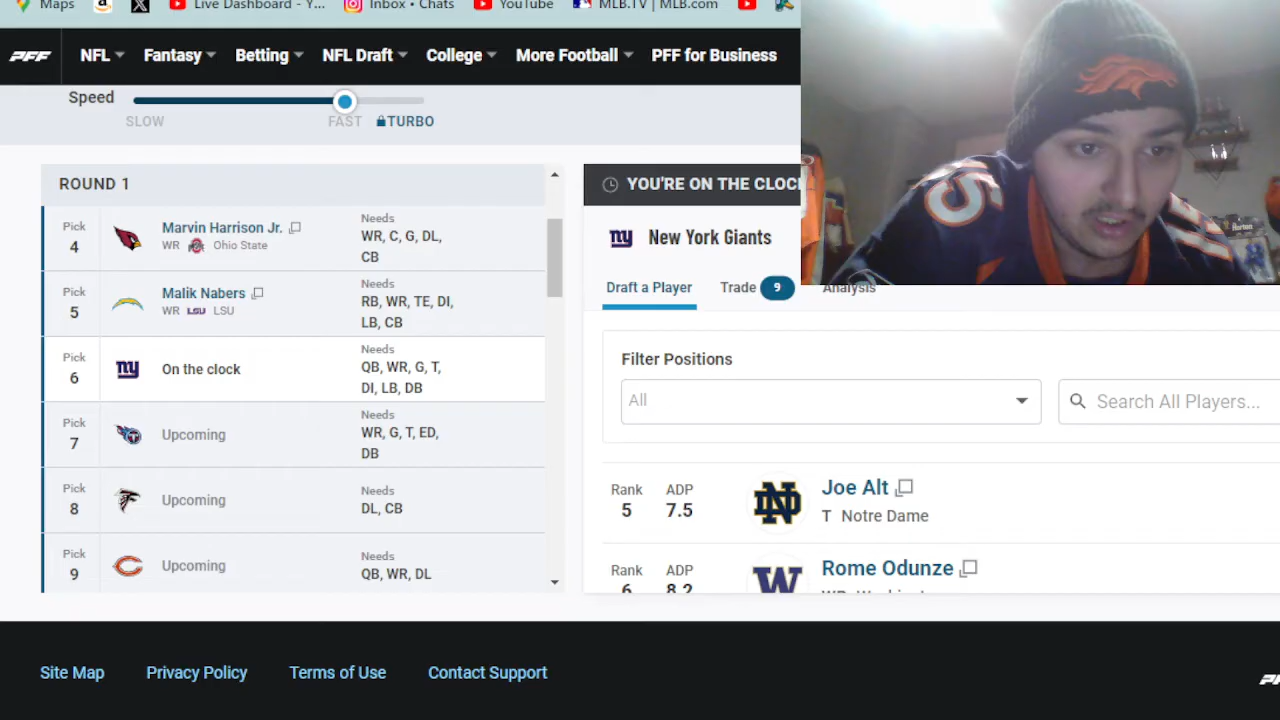 Maps
Live Dashboard - Y...
Inbox • Chats
YouTube
MLB.TV | MLB.com
PFF
NFL
Fantasy
Betting
NFL Draft
College
More Football
PFF for Business
Speed
SLOW
FAST
TURBO
ROUND 1
Pick
4
Marvin Harrison Jr.
WR
Ohio State
Needs
WR, C, G, DL,
CB
Pick
5
Malik Nabers
WR
LSU
LSU
Needs
RB, WR, TE, DI,
LB, CB
Pick
6
ny
On the clock
Needs
QB, WR, G, T,
DI, LB, DB
Pick
7
Upcoming
Needs
WR, G, T, ED,
DB
Pick
8
Upcoming
Needs
DL, CB
Pick
9
Upcoming
Needs
QB, WR, DL
YOU'RE ON THE CLOC
ny
New York Giants
Draft a Player
Trade
9
Analysis
Filter Positions
All
Search All Players...
Rank
5
ADP
7.5
Joe Alt
T
Notre Dame
Rank
6
ADP
8.2
W
Rome Odunze
Site Map
Privacy Policy
Terms of Use
Contact Support